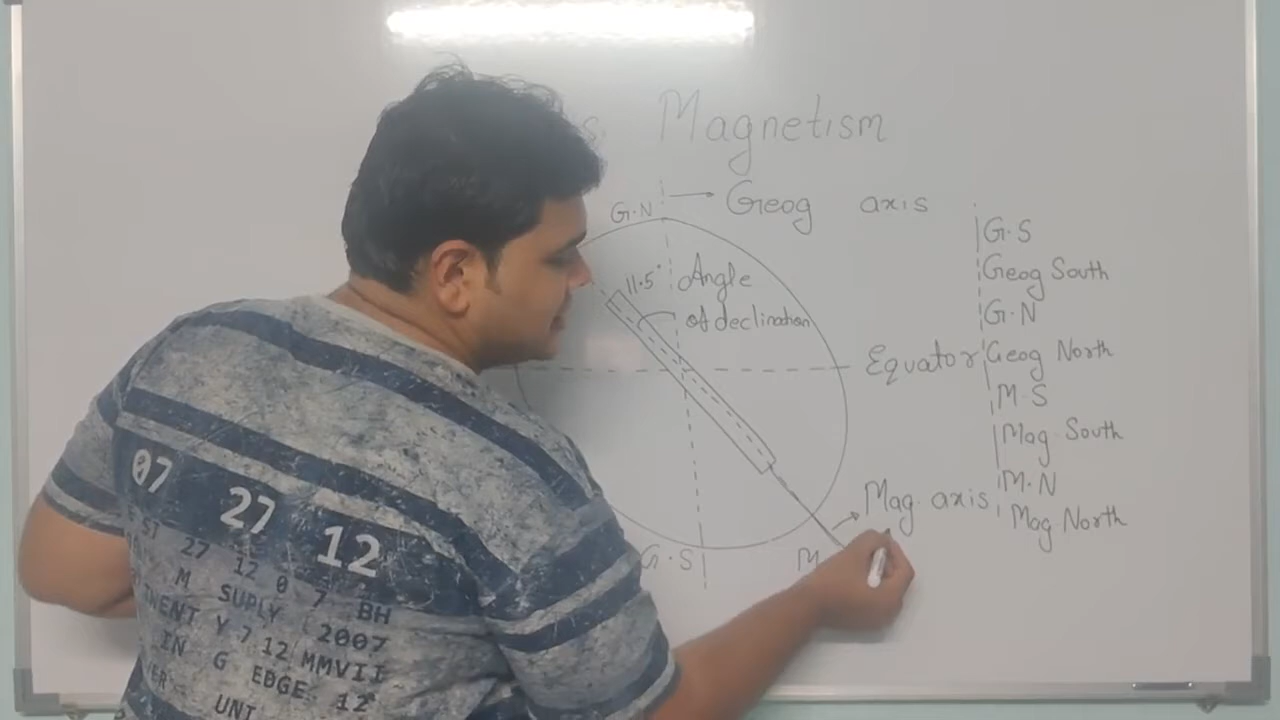 Magnetism
Geog axis
G.N
11.5° Angle
of declination
Equator
Mag. axis
G.S
M
G.S
Geog South
G.N
Geog North
M.S
Mag South
M.N
Mag North
07 27 12
ST 27 12 0 7 BH
M SUPLY 2007
Y 7 12 MMVII
IN G EDGE 12
UNT